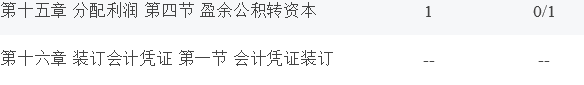 第十五章 分配利润 第四节 盈余公积转资本 1 0/1
第十六章 装订会计凭证 第一节 会计凭证装订 -- --